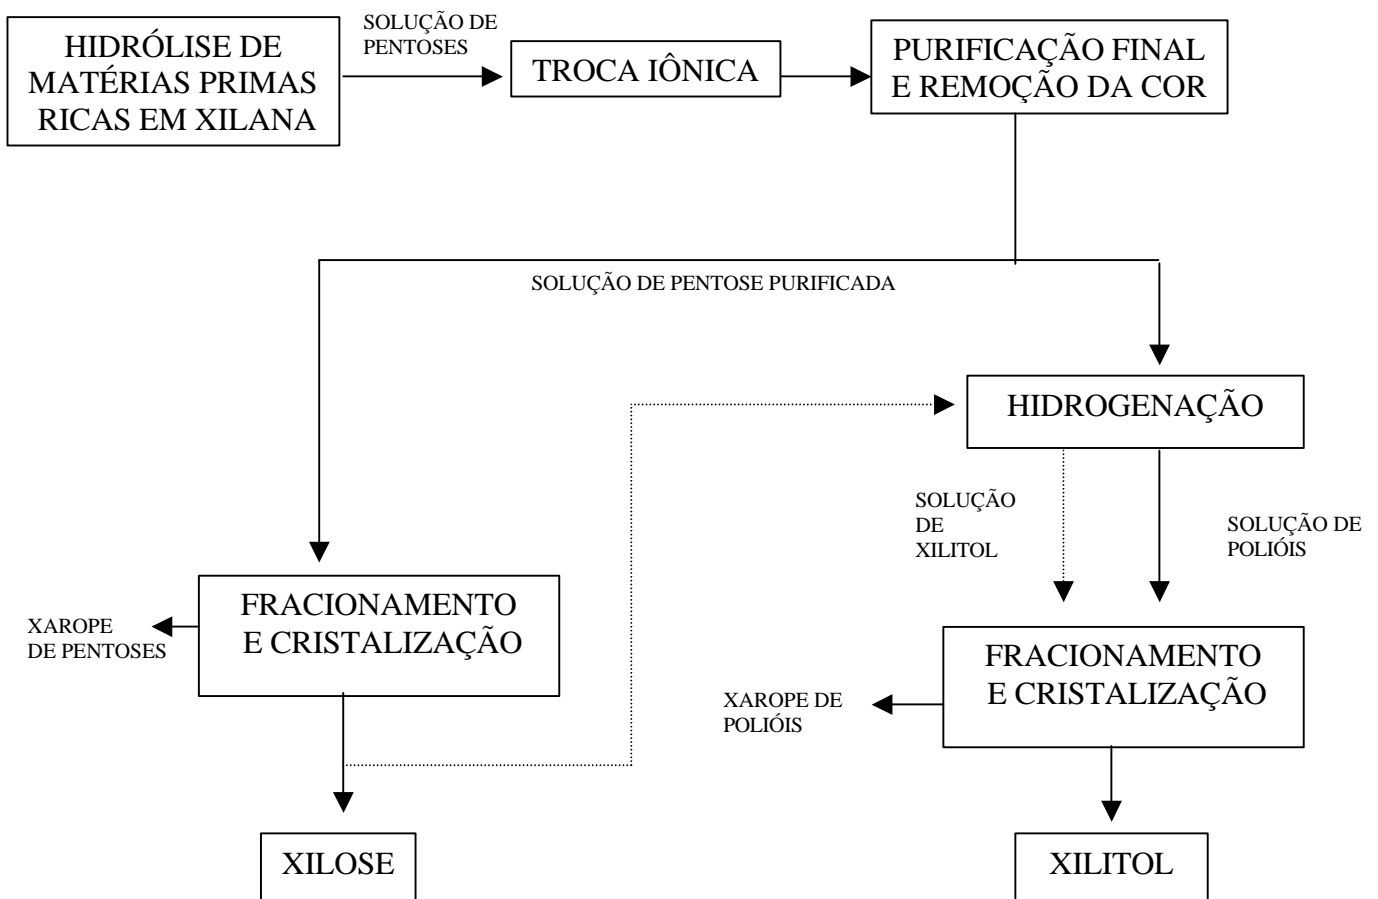 HIDRÓLISE DE
MATÉRIAS PRIMAS
RICAS EM XILANA
SOLUÇÃO DE
PENTOSES
TROCA IÔNICA
PURIFICAÇÃO FINAL
E REMOÇÃO DA COR
SOLUÇÃO DE PENTOSE PURIFICADA
HIDROGENAÇÃO
SOLUÇÃO
DE
XILITOL
SOLUÇÃO DE
POLIÓIS
FRACIONAMENTO
E CRISTALIZAÇÃO
XAROPE
DE PENTOSES
FRACIONAMENTO
E CRISTALIZAÇÃO
XAROPE DE
POLIÓIS
XILOSE
XILITOL